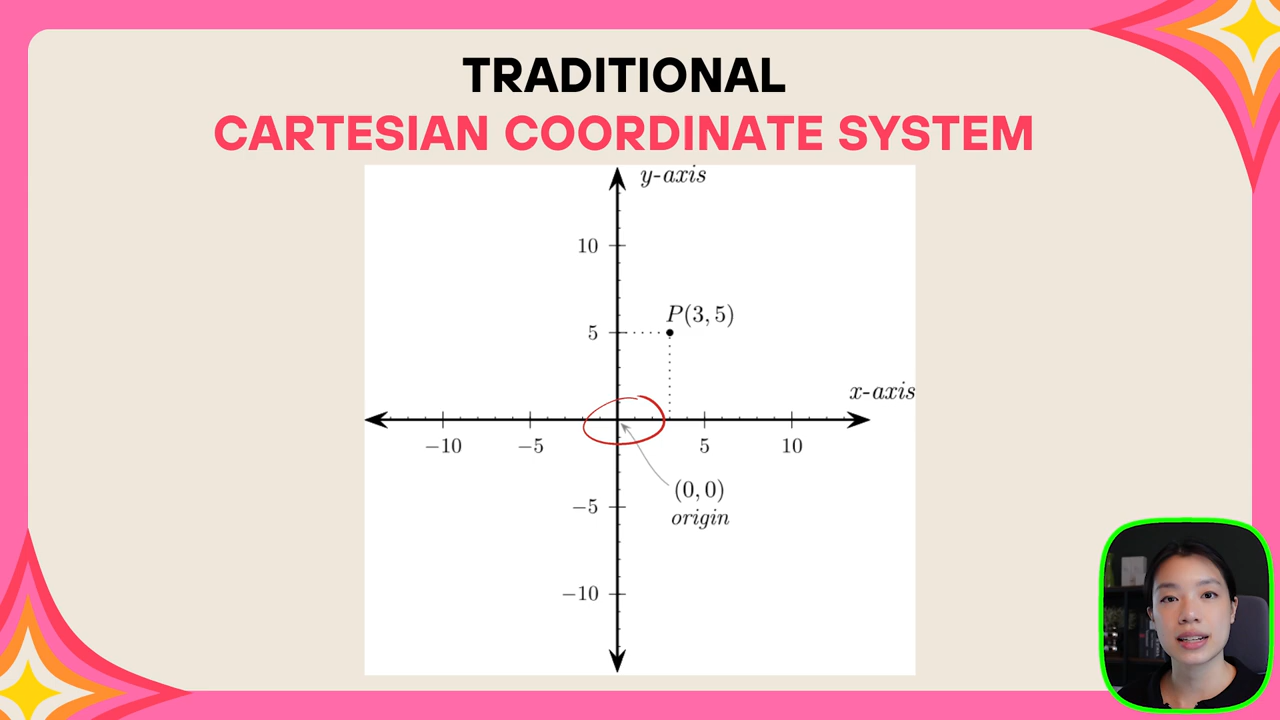 TRADITIONAL
CARTESIAN COORDINATE SYSTEM
y-axis
10
P(3, 5)
5
x-axis
−10
−5
5
10
(0, 0)
−5
origin
−10